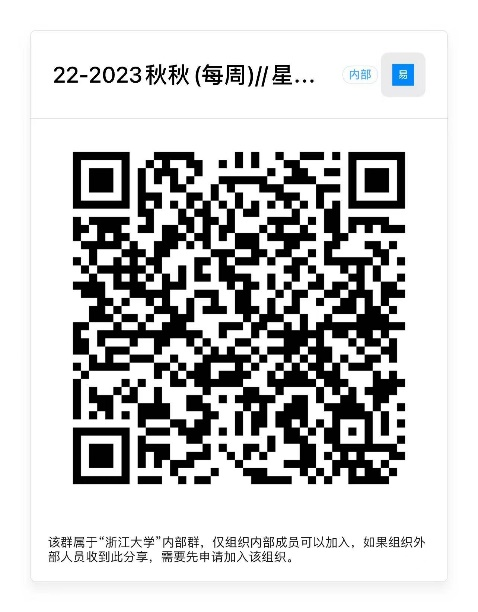 22-2023秋秋 (每周)//星...
内部
易
该群属于“浙江大学”内部群，仅组织内部成员可以加入，如果组织外
部人员收到此分享，需要先申请加入该组织。